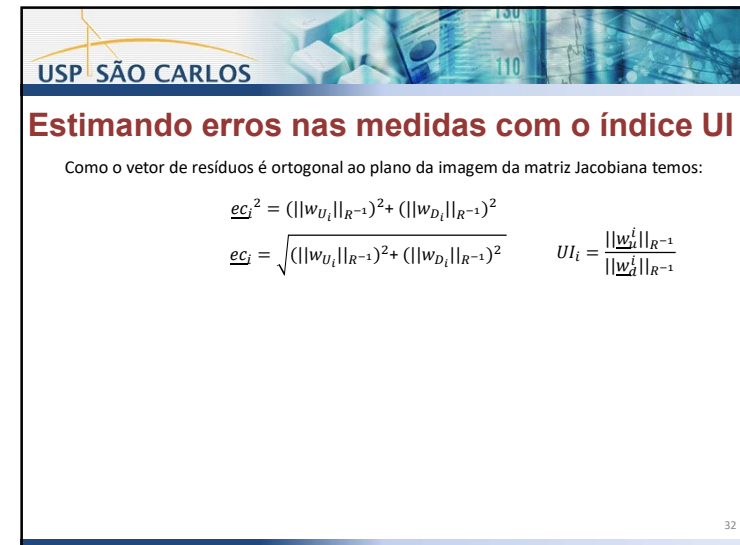 130
110
USP SÃO CARLOS
Estimando erros nas medidas com o índice UI
Como o vetor de resíduos é ortogonal ao plano da imagem da matriz Jacobiana temos:
ec_i² = (||w_{U_i}||_{R⁻¹})² + (||w_{D_i}||_{R⁻¹})²
ec_i = √((||w_{U_i}||_{R⁻¹})² + (||w_{D_i}||_{R⁻¹})²) UI_i = ||w_u^i||_{R⁻¹} / ||w_d^i||_{R⁻¹}
32